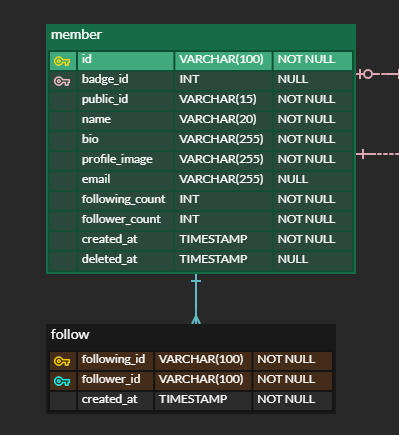 member
id VARCHAR(100) NOT NULL
badge_id INT NULL
public_id VARCHAR(15) NOT NULL
name VARCHAR(20) NOT NULL
bio VARCHAR(255) NOT NULL
profile_image VARCHAR(255) NOT NULL
email VARCHAR(255) NULL
following_count INT NOT NULL
follower_count INT NOT NULL
created_at TIMESTAMP NOT NULL
deleted_at TIMESTAMP NULL
follow
following_id VARCHAR(100) NOT NULL
follower_id VARCHAR(100) NOT NULL
created_at TIMESTAMP NOT NULL